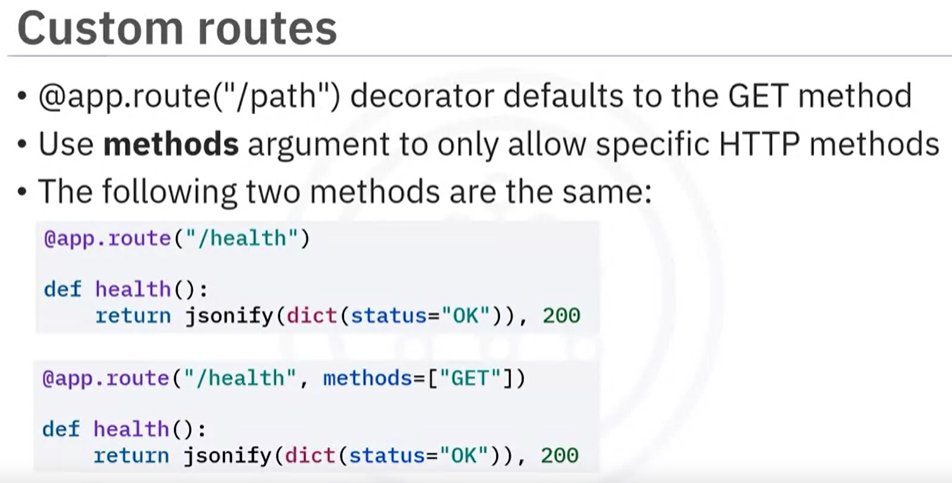 Custom routes
• @app.route("/path") decorator defaults to the GET method
• Use methods argument to only allow specific HTTP methods
• The following two methods are the same:
@app.route("/health")
def health():
    return jsonify(dict(status="OK")), 200
@app.route("/health", methods=["GET"])
def health():
    return jsonify(dict(status="OK")), 200